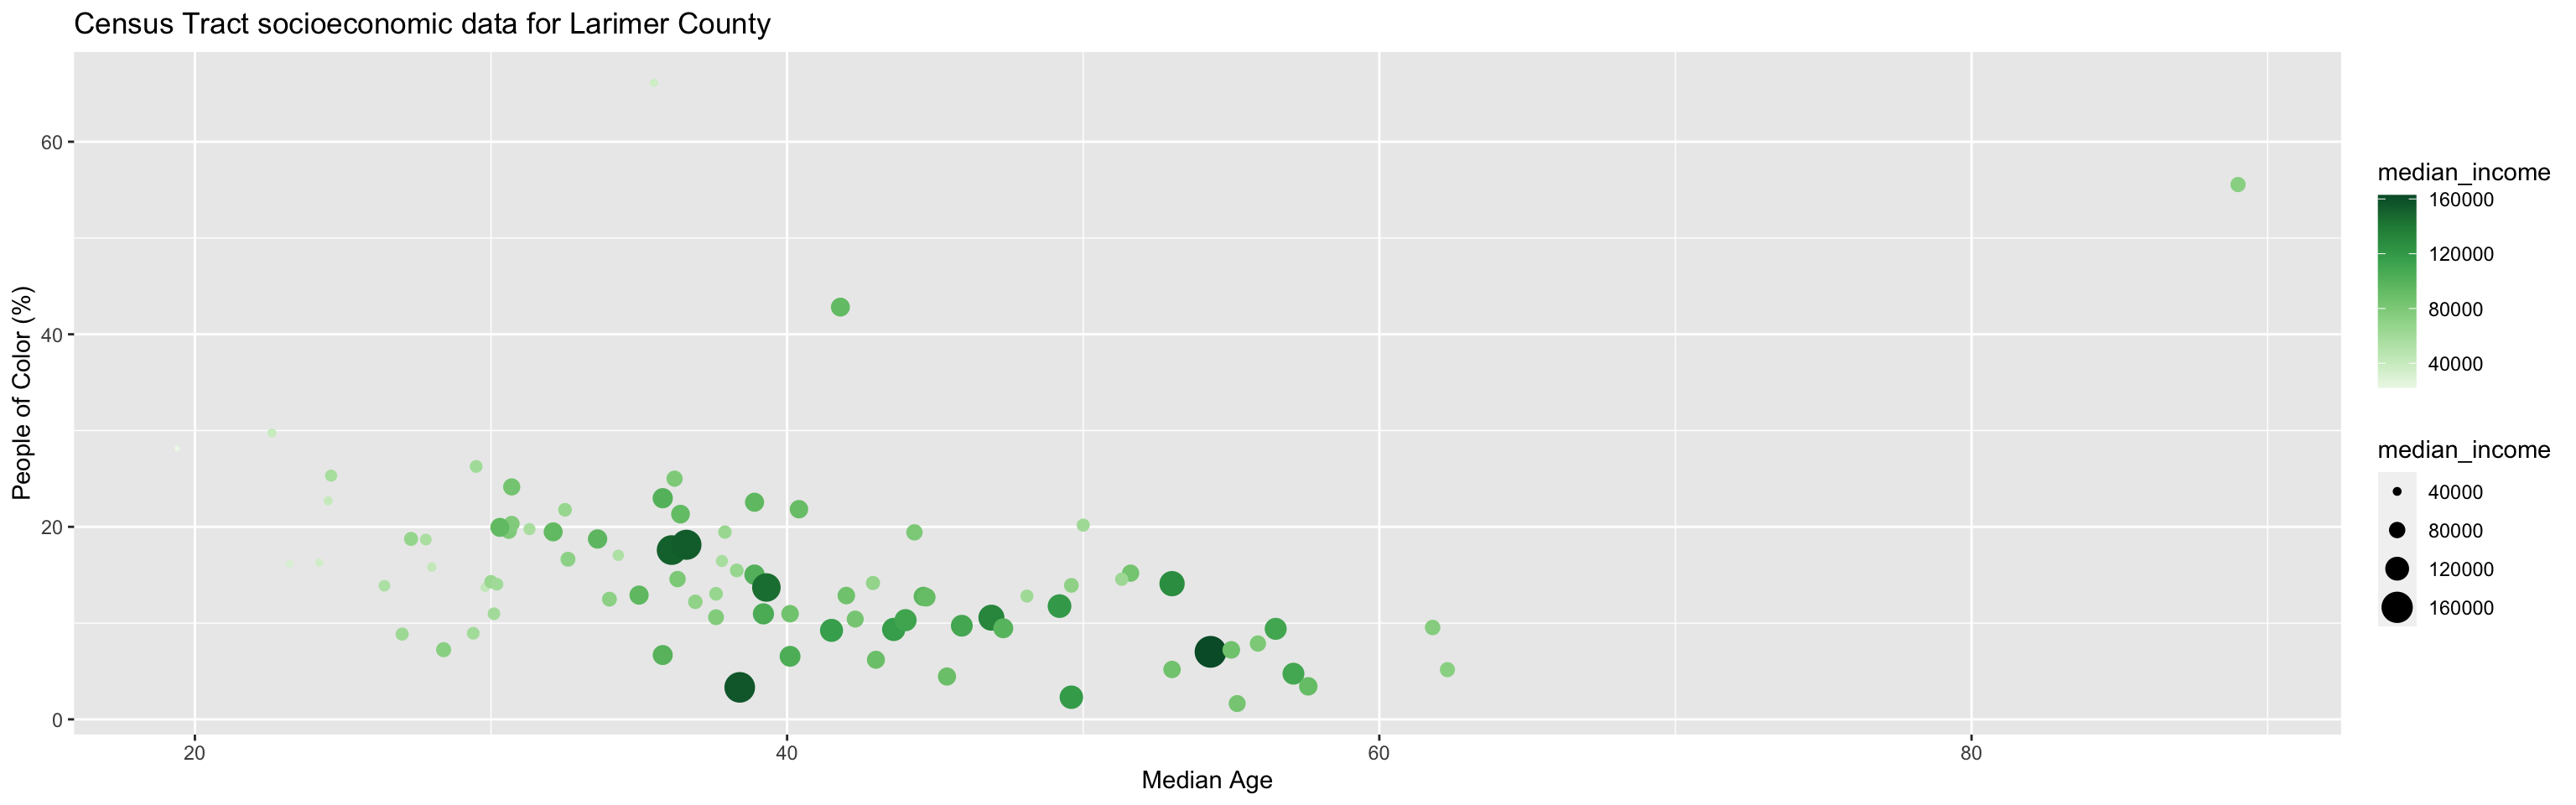 Census Tract socioeconomic data for Larimer County
People of Color (%)
60
40
20
0
20 40 60 80
Median Age
median_income
160000
120000
80000
40000
median_income
40000
80000
120000
160000